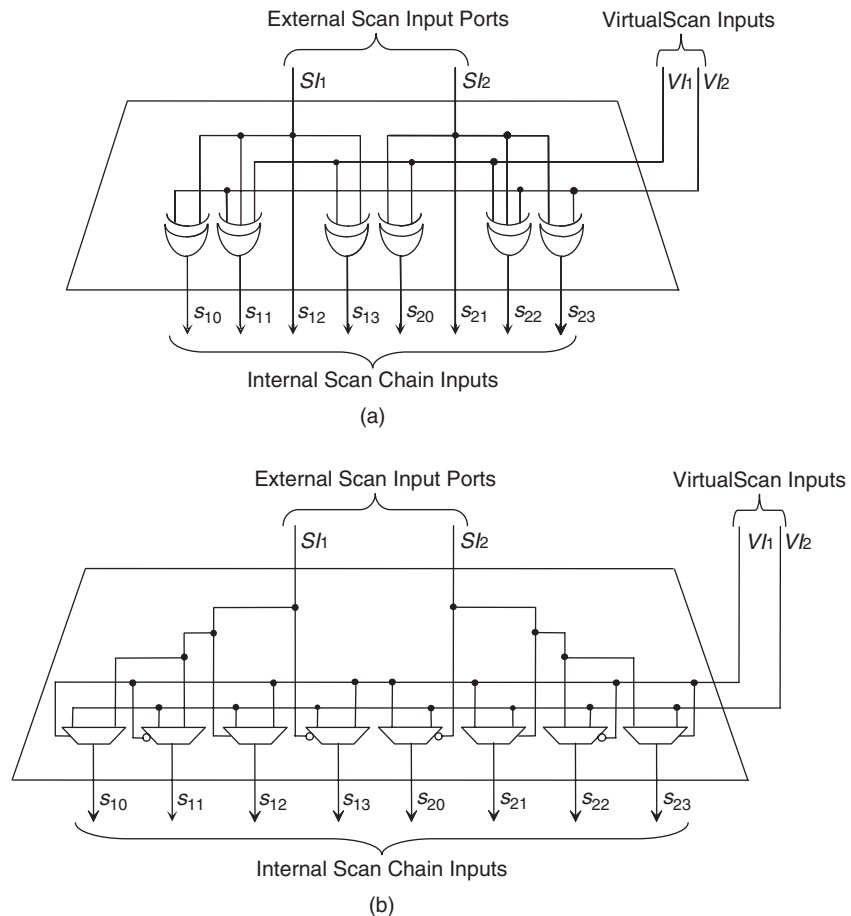 External Scan Input Ports
VirtualScan Inputs
SI1
SI2
VI1 VI2
s10
s11
s12
s13
s20
s21
s22
s23
Internal Scan Chain Inputs
(a)
External Scan Input Ports
VirtualScan Inputs
SI1
SI2
VI1 VI2
s10
s11
s12
s13
s20
s21
s22
s23
Internal Scan Chain Inputs
(b)